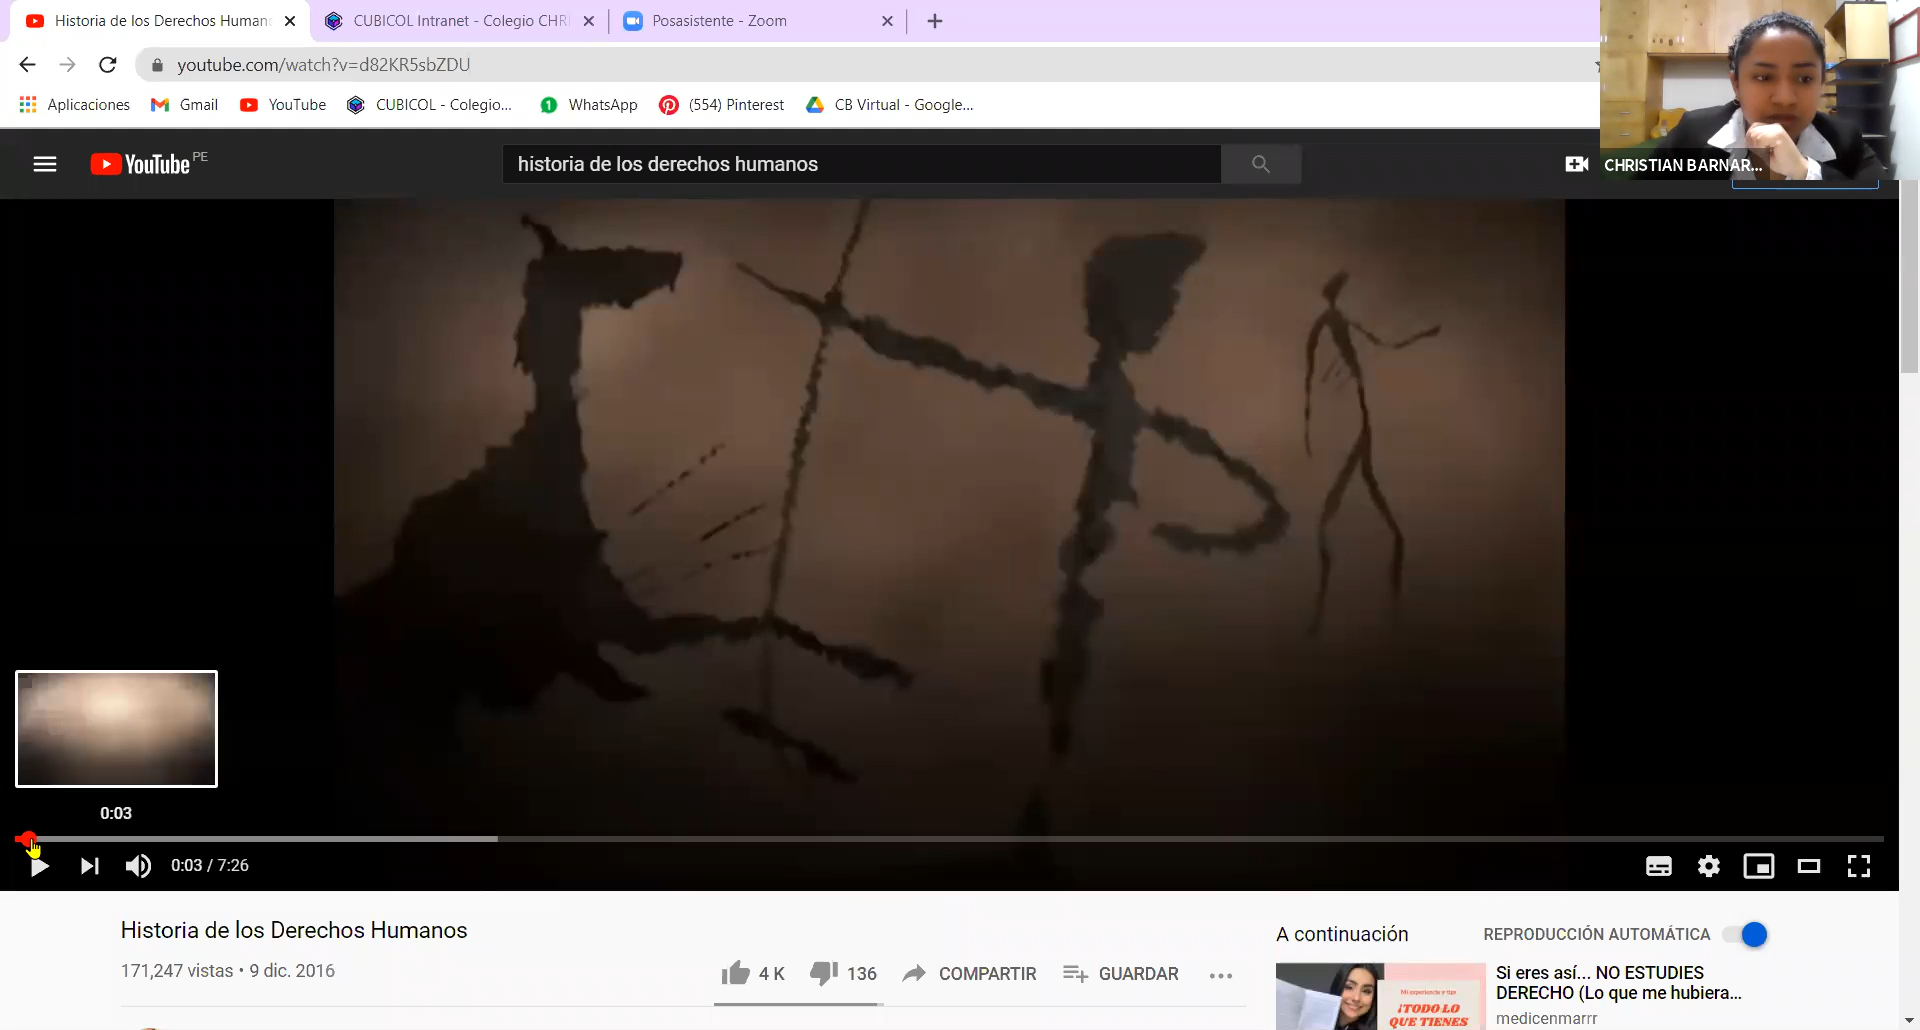 Historia de los Derechos Human
CUBICOL Intranet - Colegio CHR
Posasistente - Zoom
youtube.com/watch?v=d82KR5sbZDU
Aplicaciones
Gmail
YouTube
CUBICOL - Colegio...
WhatsApp
(554) Pinterest
CB Virtual - Google...
YouTube PE
historia de los derechos humanos
CHRISTIAN BARNAR...
0:03
0:03 / 7:26
Historia de los Derechos Humanos
171,247 vistas • 9 dic. 2016
4 K
136
COMPARTIR
GUARDAR
A continuación
REPRODUCCIÓN AUTOMÁTICA
Mi experiencia y tips
¡TODO LO
QUE TIENES
Si eres así... NO ESTUDIES
DERECHO (Lo que me hubiera...
medicenmarrr